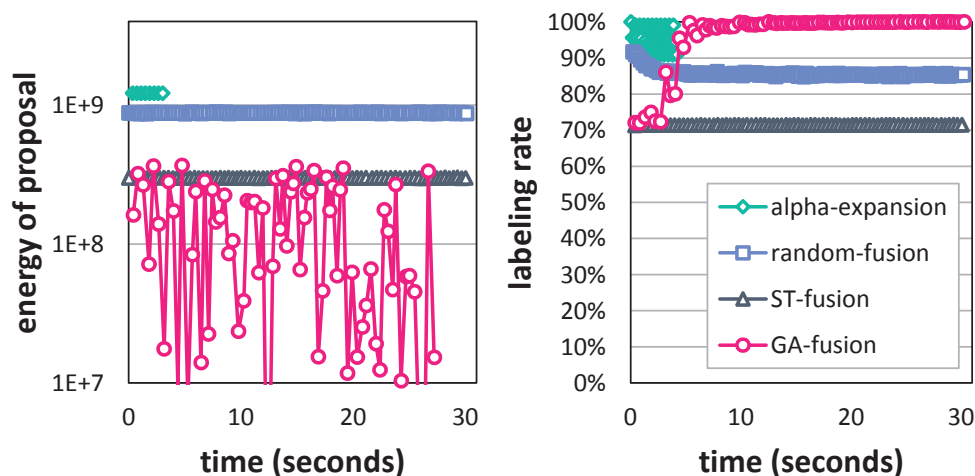 energy of proposal
1E+9
1E+8
1E+7
0 10 20 30
time (seconds)
labeling rate
100%
90%
80%
70%
60%
50%
40%
30%
20%
10%
0%
0 10 20 30
time (seconds)
alpha-expansion
random-fusion
ST-fusion
GA-fusion